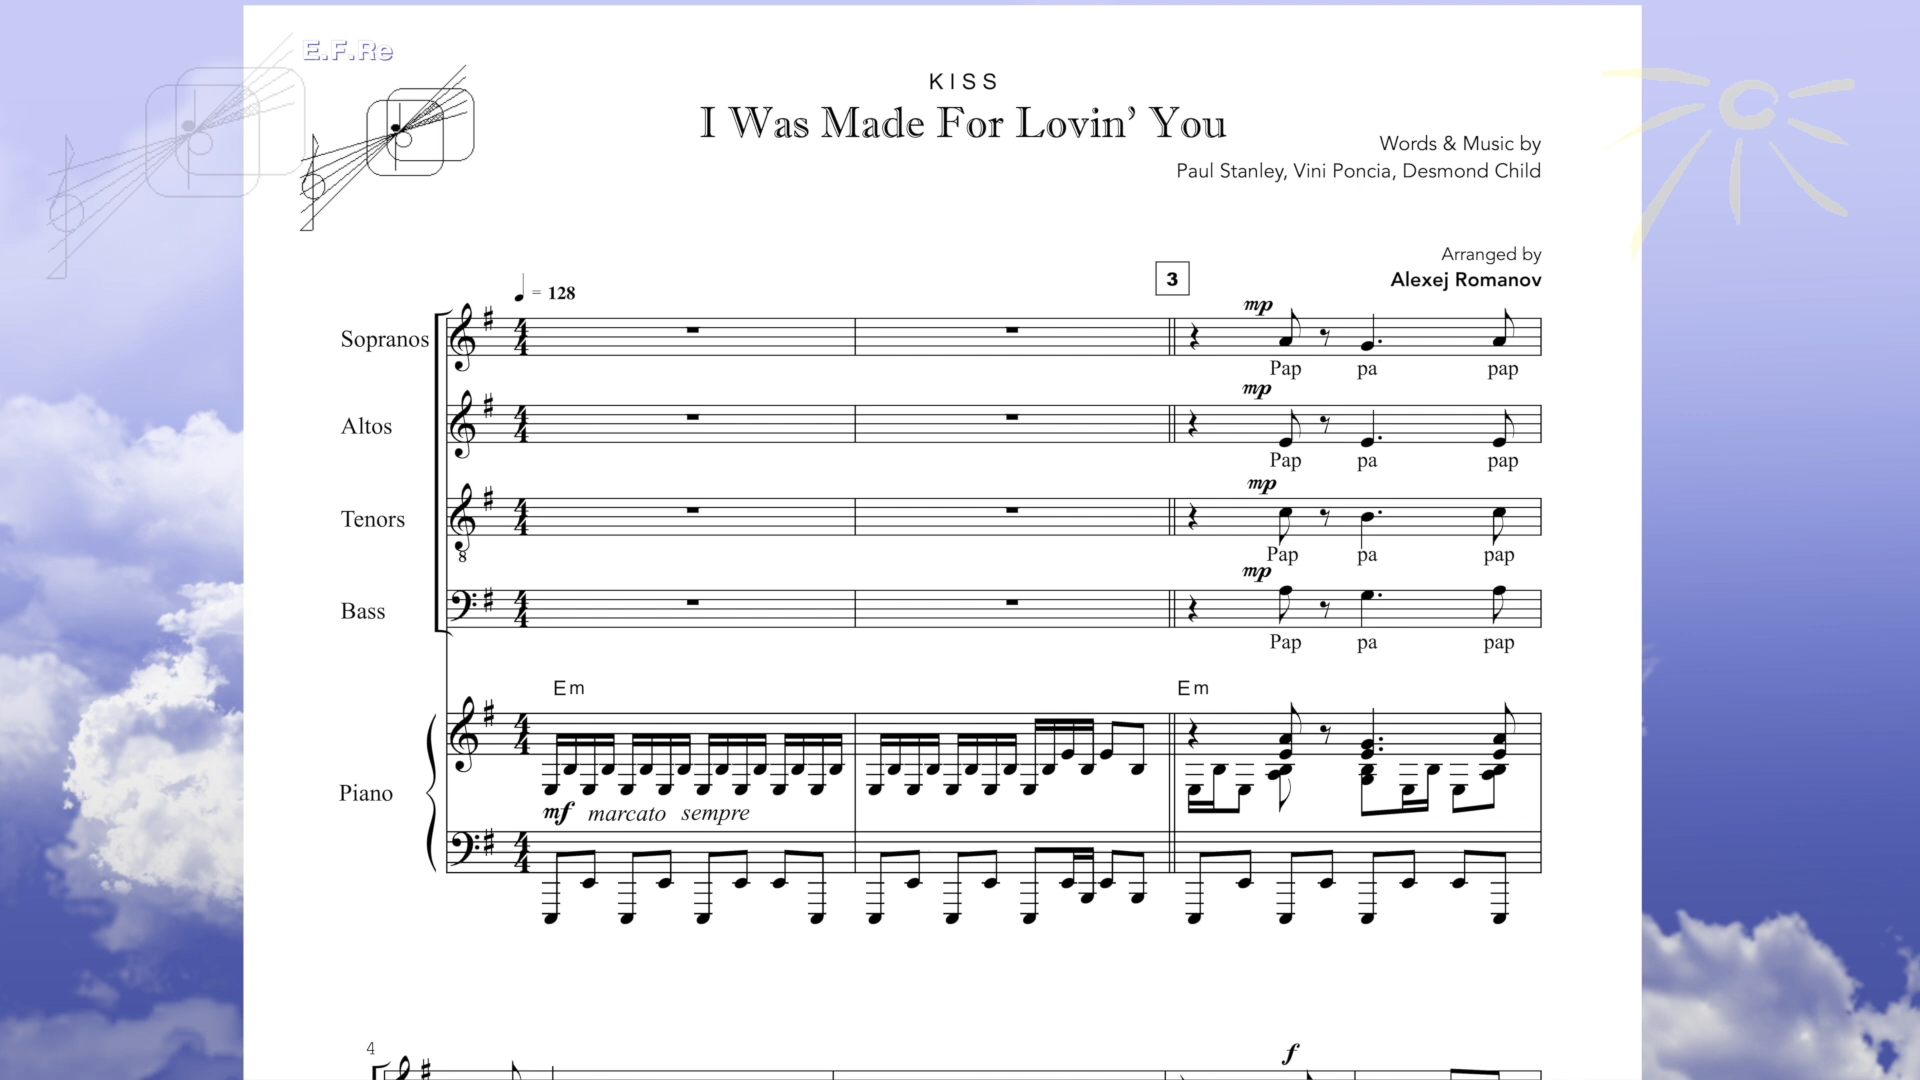 E.F.Re
KISS
I Was Made For Lovin’ You
Words & Music by
Paul Stanley, Vini Poncia, Desmond Child
Arranged by
Alexej Romanov
= 128
3
Sopranos
mp
Pap pa pap
Altos
mp
Pap pa pap
Tenors
mp
8
Pap pa pap
Bass
mp
Pap pa pap
Em Em
Piano
mf marcato sempre
4
f